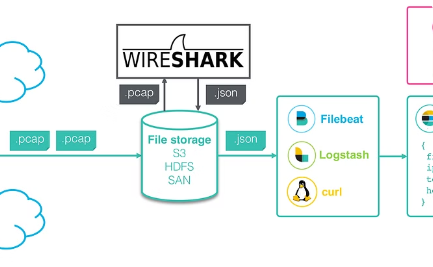 WIRESHARK
.pcap
.json
.pcap .pcap
File storage
S3
HDFS
SAN
.json
Filebeat
Logstash
curl
{
}